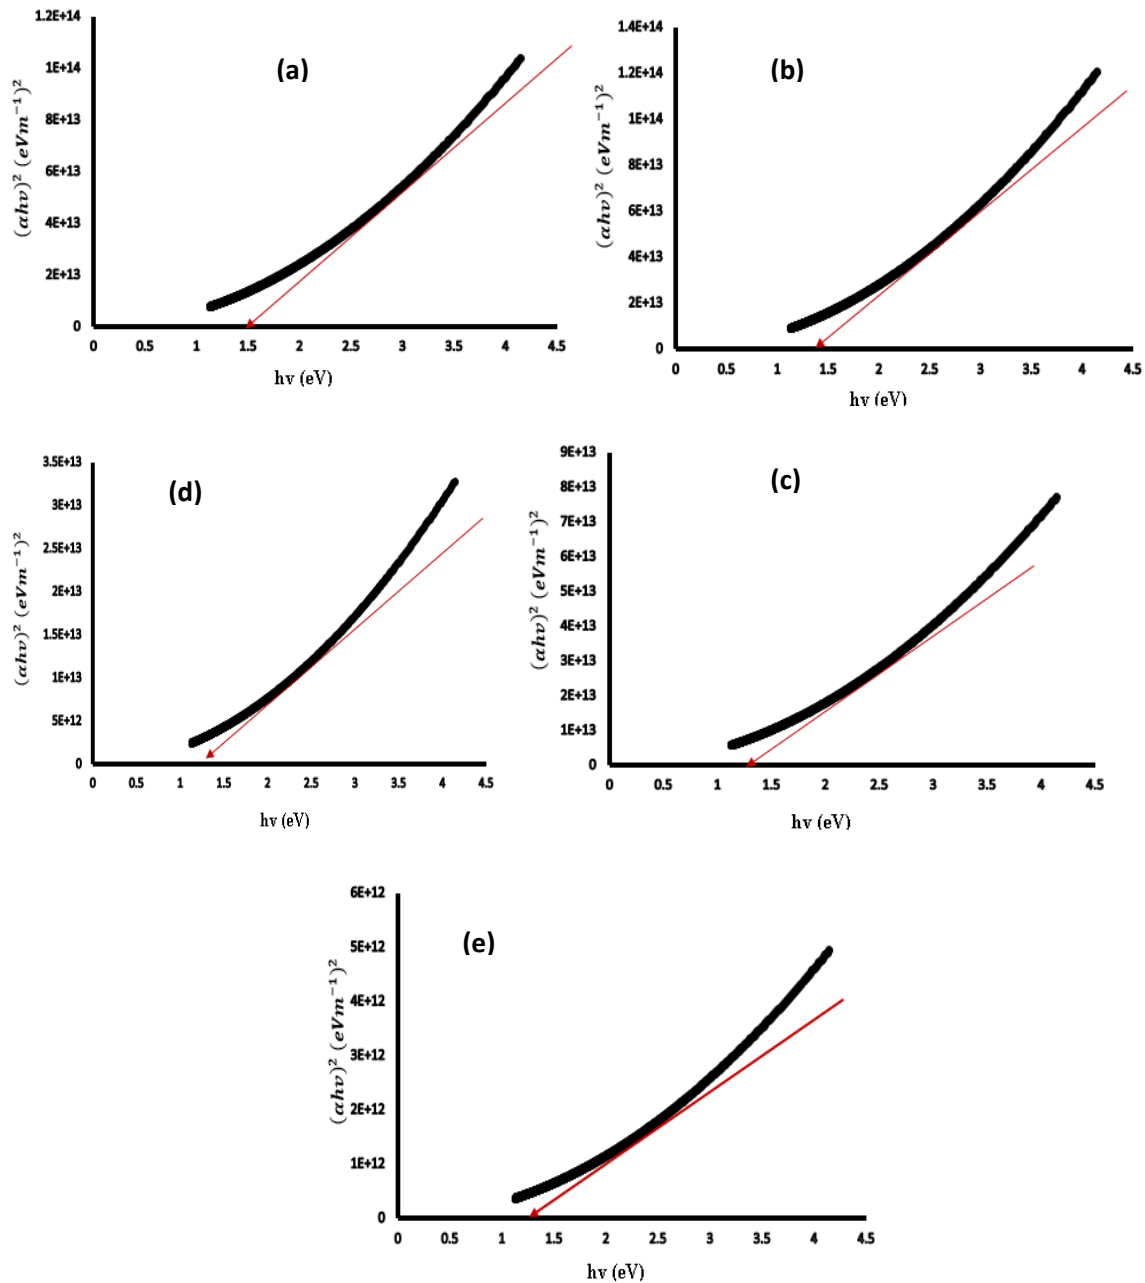 (a)
(αhv)² (eVm⁻¹)²
1.2E+14
1E+14
8E+13
6E+13
4E+13
2E+13
0
0 0.5 1 1.5 2 2.5 3 3.5 4 4.5
hv (eV)
(b)
(αhv)² (eVm⁻¹)²
1.4E+14
1.2E+14
1E+14
8E+13
6E+13
4E+13
2E+13
0
0 0.5 1 1.5 2 2.5 3 3.5 4 4.5
hv (eV)
(d)
(αhv)² (eVm⁻¹)²
3.5E+13
3E+13
2.5E+13
2E+13
1.5E+13
1E+13
5E+12
0
0 0.5 1 1.5 2 2.5 3 3.5 4 4.5
hv (eV)
(c)
(αhv)² (eVm⁻¹)²
9E+13
8E+13
7E+13
6E+13
5E+13
4E+13
3E+13
2E+13
1E+13
0
0 0.5 1 1.5 2 2.5 3 3.5 4 4.5
hv (eV)
(e)
(αhv)² (eVm⁻¹)²
6E+12
5E+12
4E+12
3E+12
2E+12
1E+12
0
0 0.5 1 1.5 2 2.5 3 3.5 4 4.5
hv (eV)